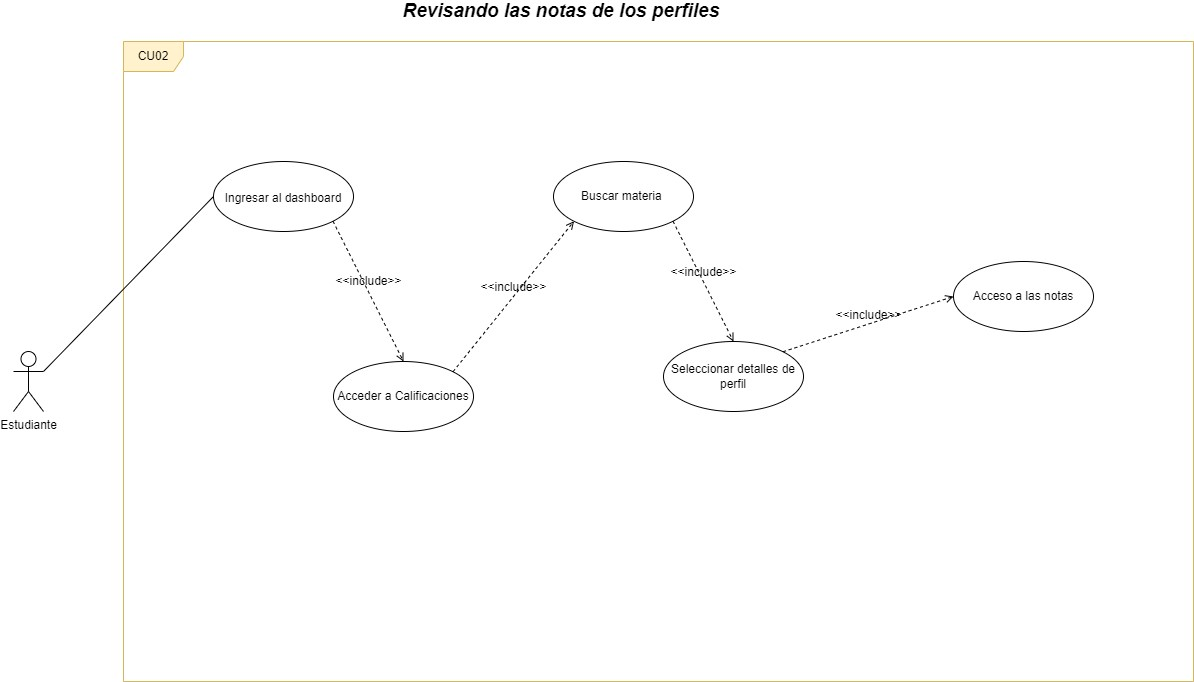 Revisando las notas de los perfiles
CU02
Ingresar al dashboard
Buscar materia
<<include>>
<<include>>
<<include>>
Acceso a las notas
<<include>>
Seleccionar detalles de
perfil
Acceder a Calificaciones
Estudiante